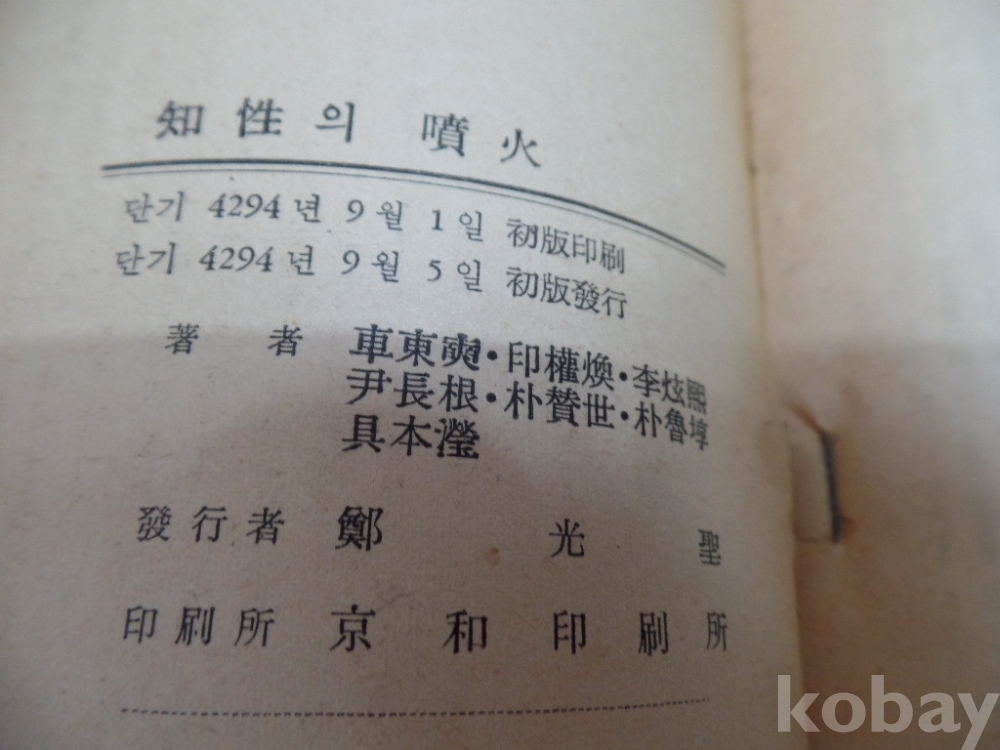 知性의 噴火
단기 4294년 9월 1일 初版印刷
단기 4294년 9월 5일 初版發行
著者 車東奭·印權煥·李炫熙
尹長根·朴贊世·朴魯埻
具本瀅
發行者 鄭光聖
印刷所 京和印刷所
kobay